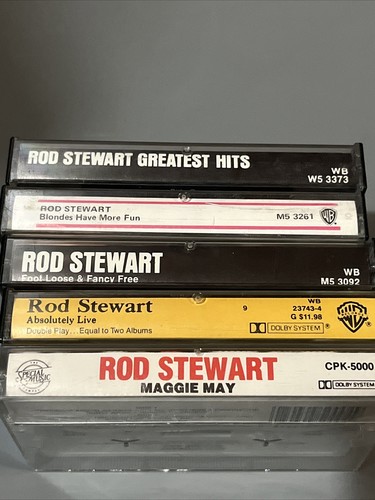 ROD STEWART GREATEST HITS
WB
W5 3373
ROD STEWART
Blondes Have More Fun
M5 3261
ROD STEWART
Foot Loose & Fancy Free
WB
M5 3092
Rod Stewart
Absolutely Live
Double Play... Equal to Two Albums
9
WB
23743-4
G $11.98
DOLBY SYSTEM®
SPECIAL
MUSIC
ROD STEWART
MAGGIE MAY
CPK-5000
DOLBY SYSTEM